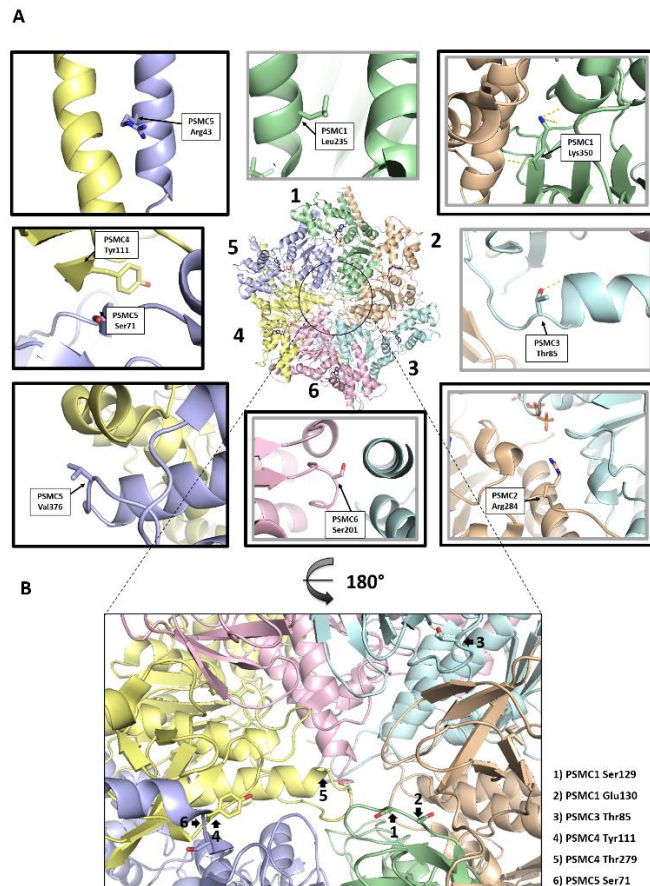 A
PSMC5
Arg43
PSMC1
Leu235
PSMC1
Lys350
1
2
3
4
5
6
PSMC4
Tyr111
PSMC5
Ser71
PSMC3
Thr85
PSMC5
Val376
PSMC6
Ser201
PSMC2
Arg284
B
180°
3
5
2
1
6
4
1) PSMC1 Ser129
2) PSMC1 Glu130
3) PSMC3 Thr85
4) PSMC4 Tyr111
5) PSMC4 Thr279
6) PSMC5 Ser71